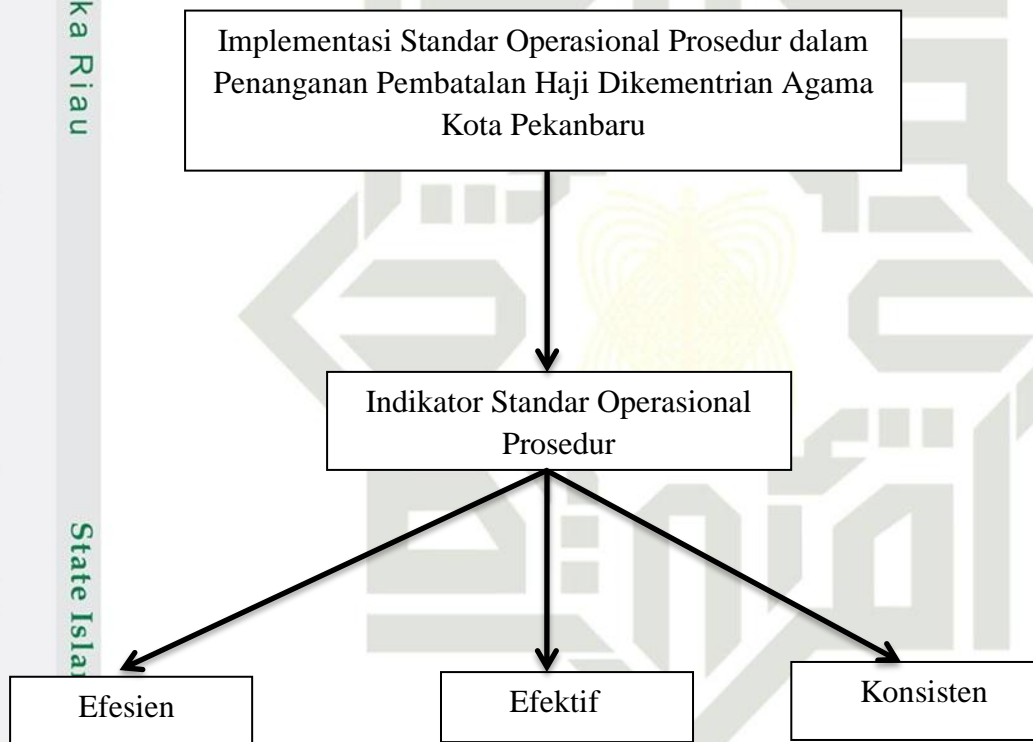 ka Riau
State Isla
Implementasi Standar Operasional Prosedur dalam
Penanganan Pembatalan Haji Dikementrian Agama
Kota Pekanbaru
Indikator Standar Operasional
Prosedur
Efesien
Efektif
Konsisten